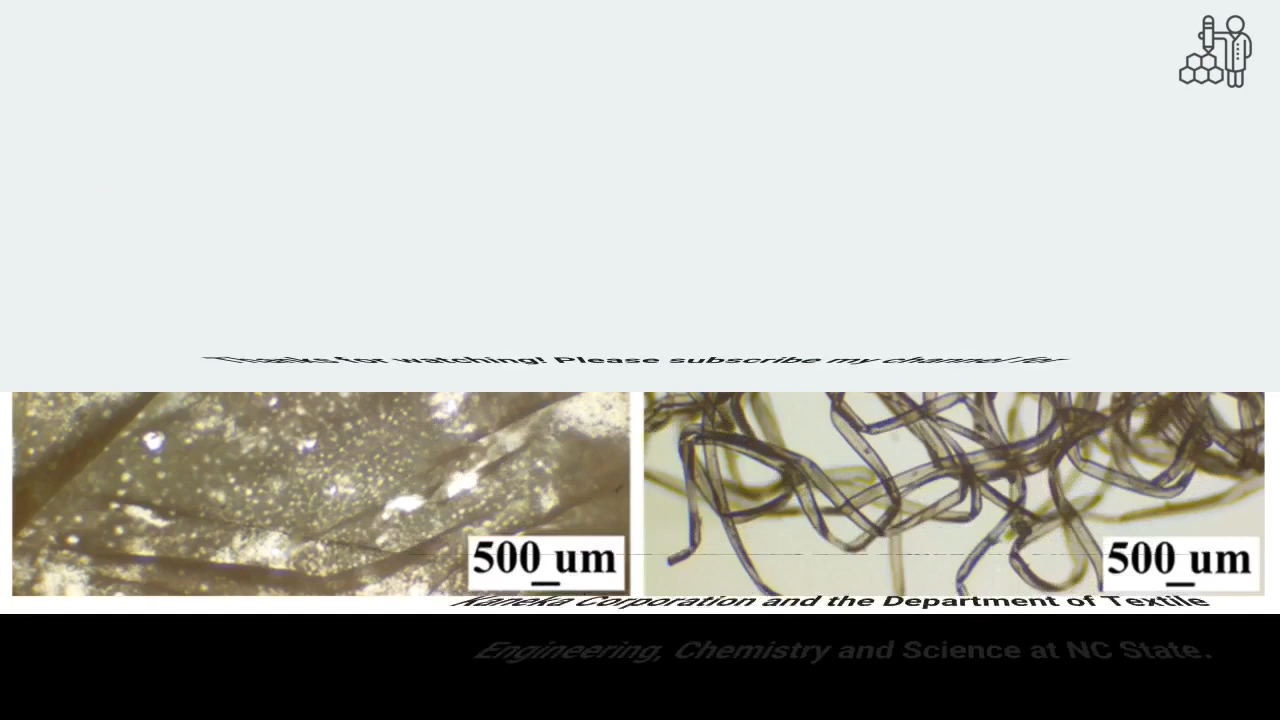 Thanks for watching! Please subscribe my channel for
500 um
500 um
Kaneka Corporation and the Department of Textile
Engineering, Chemistry and Science at NC State.